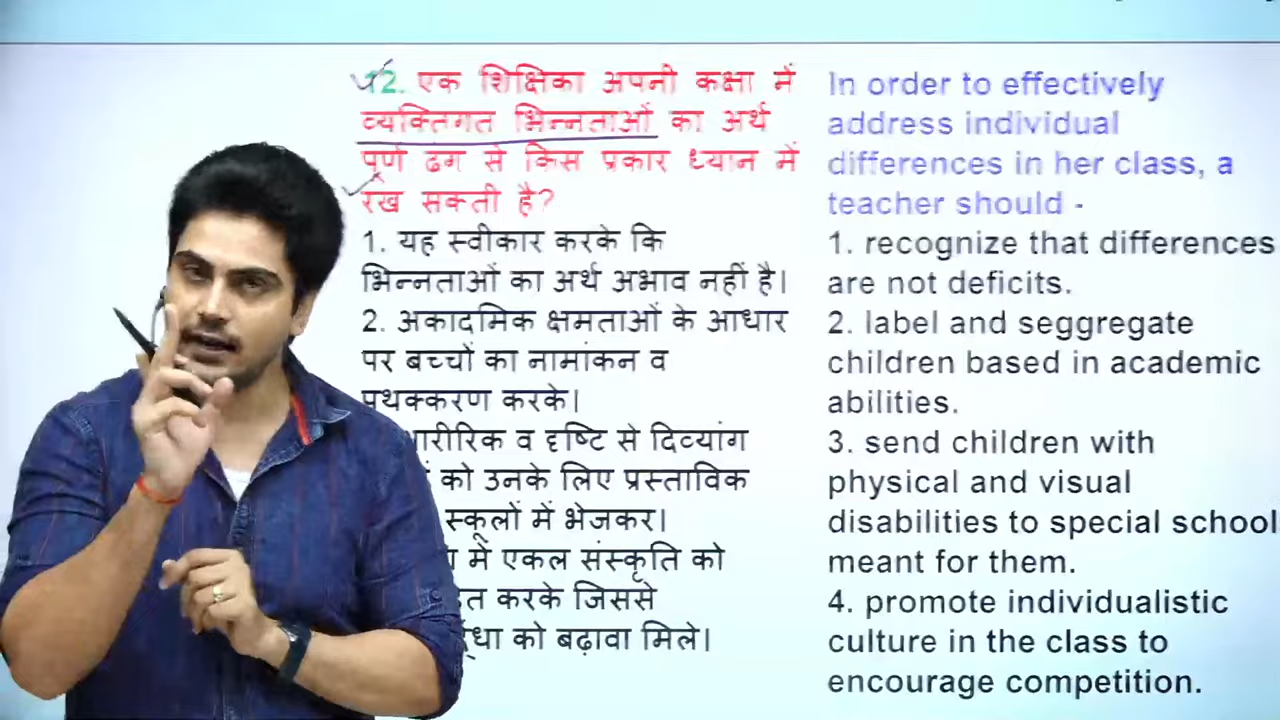 12. एक शिक्षिका अपनी कक्षा में
व्यक्तिगत भिन्नताओं का अर्थ
पूर्ण ढंग से किस प्रकार ध्यान में
रख सकती है?
1. यह स्वीकार करके कि
भिन्नताओं का अर्थ अभाव नहीं है।
2. अकादमिक क्षमताओं के आधार
पर बच्चों का नामांकन व
पृथक्करण करके।
व दृष्टि से दिव्यांग
को उनके लिए प्रस्ताविक
स्कूलों में भेजकर।
में एकल संस्कृति को
करके जिससे
को बढ़ावा मिले।
In order to effectively
address individual
differences in her class, a
teacher should -
1. recognize that differences
are not deficits.
2. label and seggregate
children based in academic
abilities.
3. send children with
physical and visual
disabilities to special school
meant for them.
4. promote individualistic
culture in the class to
encourage competition.